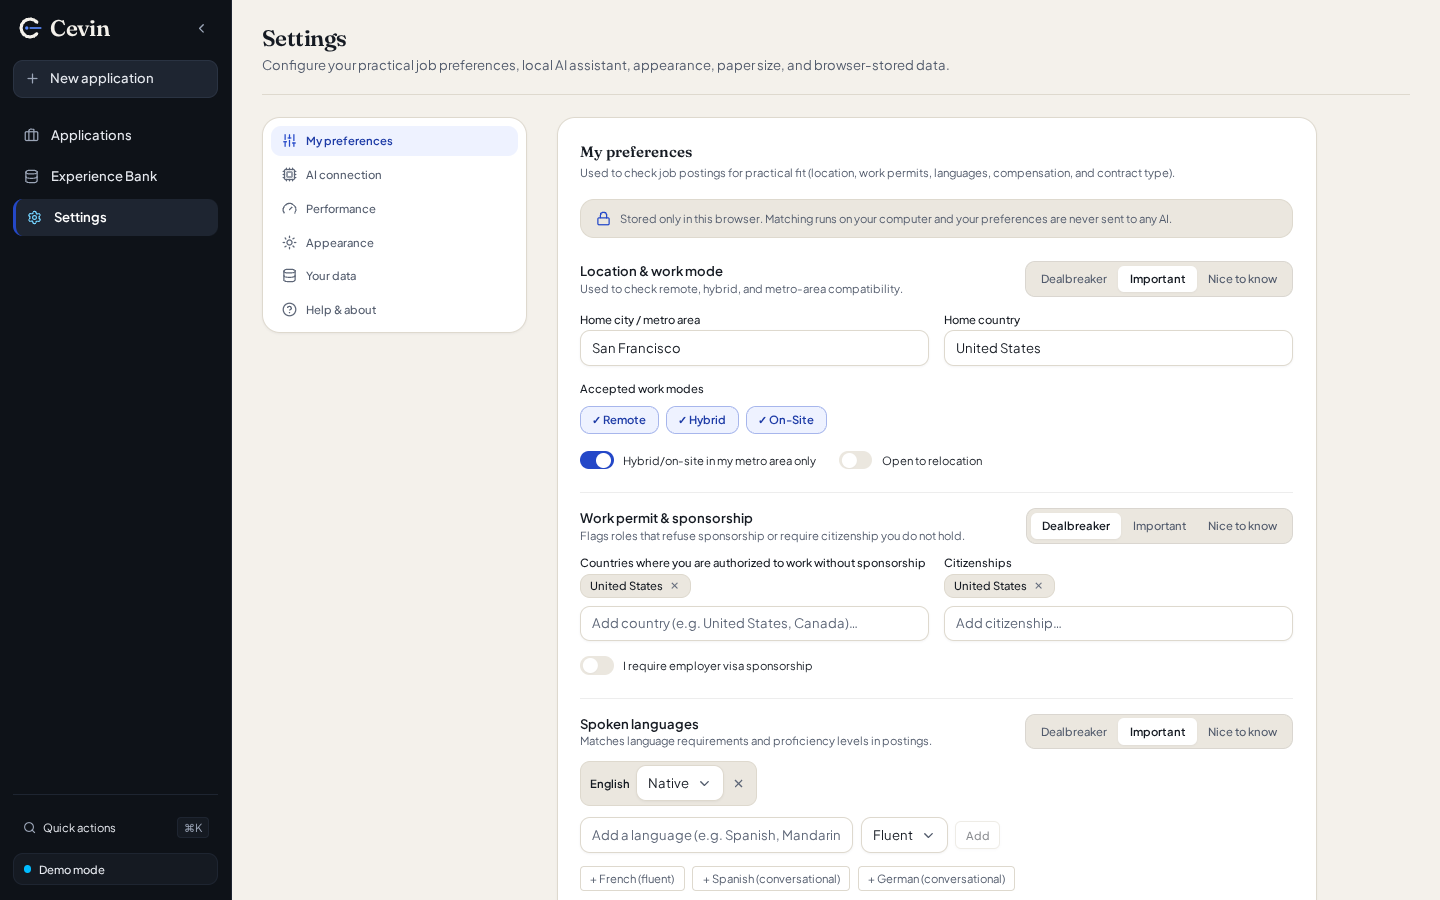 Cevin
New application
Applications
Experience Bank
Settings
Quick actions
⌘K
Demo mode
Settings
Configure your practical job preferences, local AI assistant, appearance, paper size, and browser-stored data.
My preferences
AI connection
Performance
Appearance
Your data
Help & about
My preferences
Used to check job postings for practical fit (location, work permits, languages, compensation, and contract type).
Stored only in this browser. Matching runs on your computer and your preferences are never sent to any AI.
Location & work mode
Used to check remote, hybrid, and metro-area compatibility.
Dealbreaker Important Nice to know
Home city / metro area
Home country
San Francisco
United States
Accepted work modes
✓ Remote ✓ Hybrid ✓ On-Site
Hybrid/on-site in my metro area only
Open to relocation
Work permit & sponsorship
Flags roles that refuse sponsorship or require citizenship you do not hold.
Dealbreaker Important Nice to know
Countries where you are authorized to work without sponsorship
Citizenships
United States ×
United States ×
Add country (e.g. United States, Canada)…
Add citizenship…
I require employer visa sponsorship
Spoken languages
Matches language requirements and proficiency levels in postings.
Dealbreaker Important Nice to know
English Native ×
Add a language (e.g. Spanish, Mandarin
Fluent
Add
+ French (fluent) + Spanish (conversational) + German (conversational)